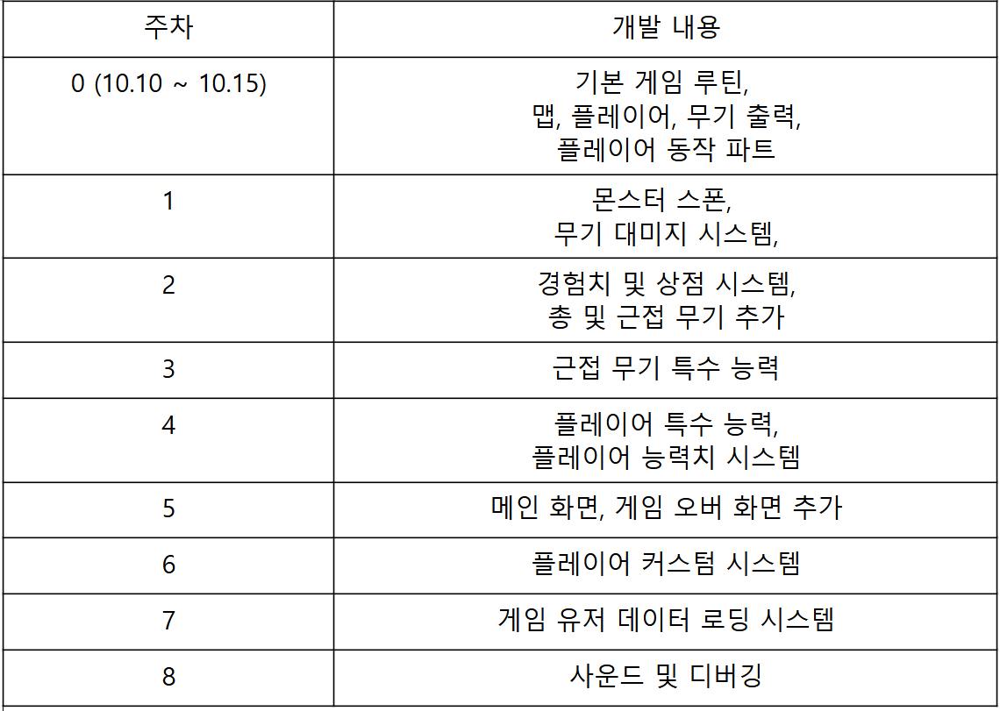 주차 개발 내용
0 (10.10 ~ 10.15) 기본 게임 루틴,
맵, 플레이어, 무기 출력,
플레이어 동작 파트
1 몬스터 스폰,
무기 대미지 시스템,
2 경험치 및 상점 시스템,
총 및 근접 무기 추가
3 근접 무기 특수 능력
4 플레이어 특수 능력,
플레이어 능력치 시스템
5 메인 화면, 게임 오버 화면 추가
6 플레이어 커스텀 시스템
7 게임 유저 데이터 로딩 시스템
8 사운드 및 디버깅